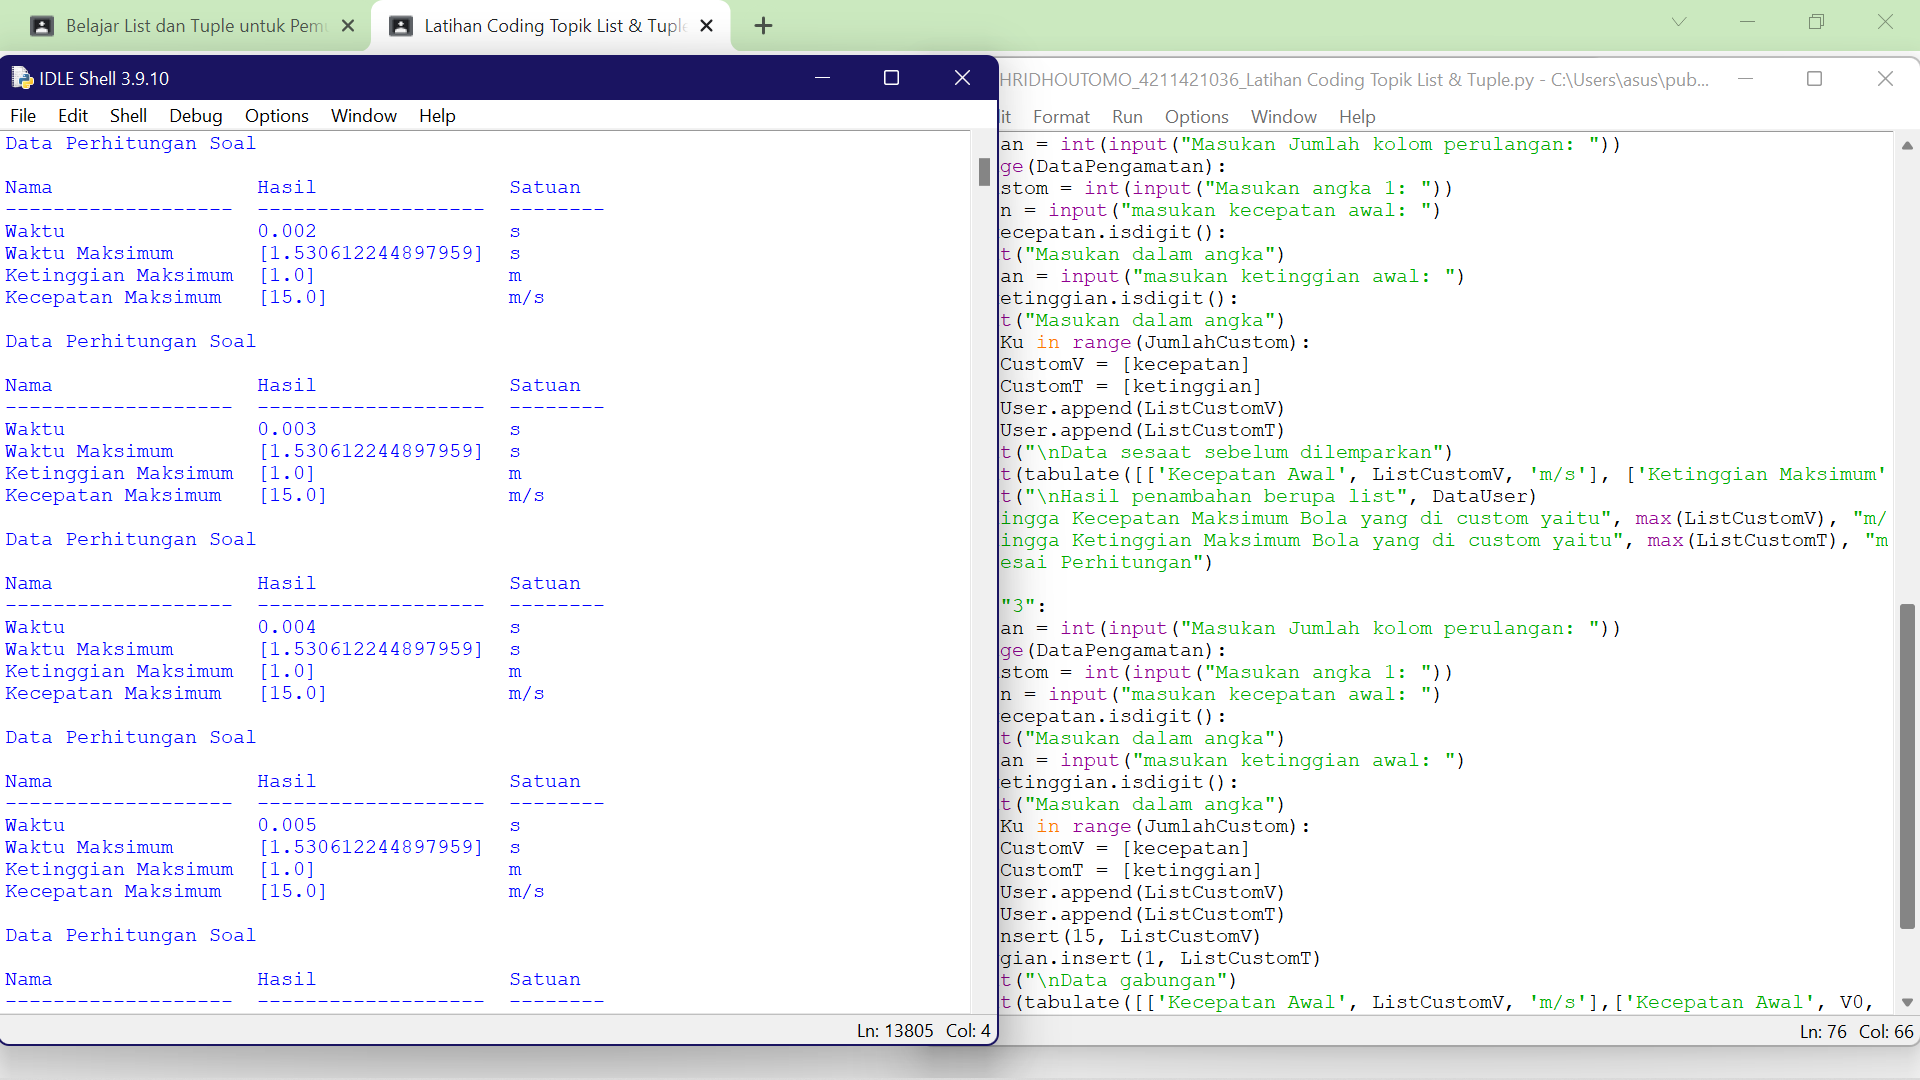 Belajar List dan Tuple untuk Pem
Latihan Coding Topik List & Tuple
IDLE Shell 3.9.10
File Edit Shell Debug Options Window Help
Data Perhitungan Soal
Nama Hasil Satuan
------------------- ------------------- --------
Waktu 0.002 s
Waktu Maksimum [1.530612244897959] s
Ketinggian Maksimum [1.0] m
Kecepatan Maksimum [15.0] m/s
Data Perhitungan Soal
Nama Hasil Satuan
------------------- ------------------- --------
Waktu 0.003 s
Waktu Maksimum [1.530612244897959] s
Ketinggian Maksimum [1.0] m
Kecepatan Maksimum [15.0] m/s
Data Perhitungan Soal
Nama Hasil Satuan
------------------- ------------------- --------
Waktu 0.004 s
Waktu Maksimum [1.530612244897959] s
Ketinggian Maksimum [1.0] m
Kecepatan Maksimum [15.0] m/s
Data Perhitungan Soal
Nama Hasil Satuan
------------------- ------------------- --------
Waktu 0.005 s
Waktu Maksimum [1.530612244897959] s
Ketinggian Maksimum [1.0] m
Kecepatan Maksimum [15.0] m/s
Data Perhitungan Soal
Nama Hasil Satuan
------------------- ------------------- --------
Ln: 13805 Col: 4
HRIDHOUTOMO_4211421036_Latihan Coding Topik List & Tuple.py - C:\Users\asus\pub...
it Format Run Options Window Help
an = int(input("Masukan Jumlah kolom perulangan: "))
ge(DataPengamatan):
stom = int(input("Masukan angka 1: "))
n = input("masukan kecepatan awal: ")
ecepatan.isdigit():
t("Masukan dalam angka")
an = input("masukan ketinggian awal: ")
etinggian.isdigit():
t("Masukan dalam angka")
Ku in range(JumlahCustom):
CustomV = [kecepatan]
CustomT = [ketinggian]
User.append(ListCustomV)
User.append(ListCustomT)
t("\nData sesaat sebelum dilemparkan")
t(tabulate([['Kecepatan Awal', ListCustomV, 'm/s'], ['Ketinggian Maksimum'
t("\nHasil penambahan berupa list", DataUser)
ingga Kecepatan Maksimum Bola yang di custom yaitu", max(ListCustomV), "m/
ingga Ketinggian Maksimum Bola yang di custom yaitu", max(ListCustomT), "m
esai Perhitungan")
"3":
an = int(input("Masukan Jumlah kolom perulangan: "))
ge(DataPengamatan):
stom = int(input("Masukan angka 1: "))
n = input("masukan kecepatan awal: ")
ecepatan.isdigit():
t("Masukan dalam angka")
an = input("masukan ketinggian awal: ")
etinggian.isdigit():
t("Masukan dalam angka")
Ku in range(JumlahCustom):
CustomV = [kecepatan]
CustomT = [ketinggian]
User.append(ListCustomV)
User.append(ListCustomT)
nsert(15, ListCustomV)
gian.insert(1, ListCustomT)
t("\nData gabungan")
t(tabulate([['Kecepatan Awal', ListCustomV, 'm/s'],['Kecepatan Awal', V0,
Ln: 76 Col: 66